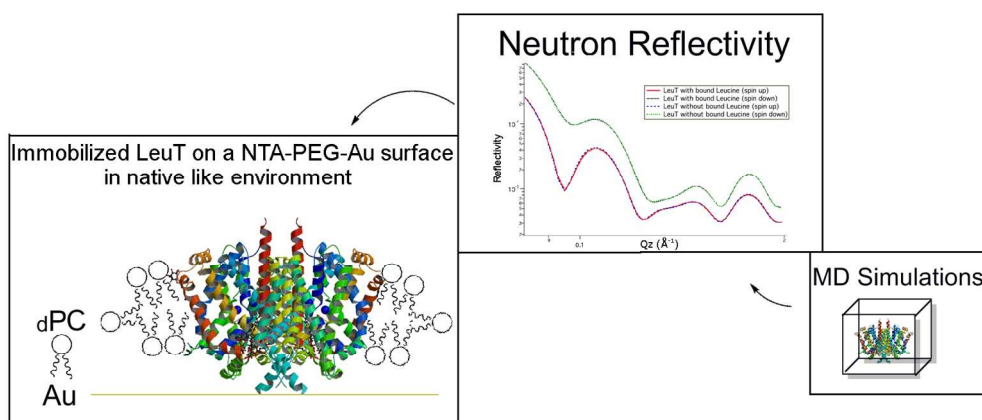 Neutron Reflectivity
LeuT with bound Leucine (spin up)
LeuT with bound Leucine (spin down)
LeuT without bound Leucine (spin up)
LeuT without bound Leucine (spin down)
Reflectivity
0.1
Qz (Å⁻¹)
Immobilized LeuT on a NTA-PEG-Au surface
in native like environment
dPC
Au
MD Simulations